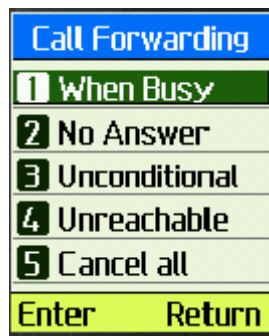 Call Forwarding
1 When Busy
2 No Answer
3 Unconditional
4 Unreachable
5 Cancel all
Enter Return